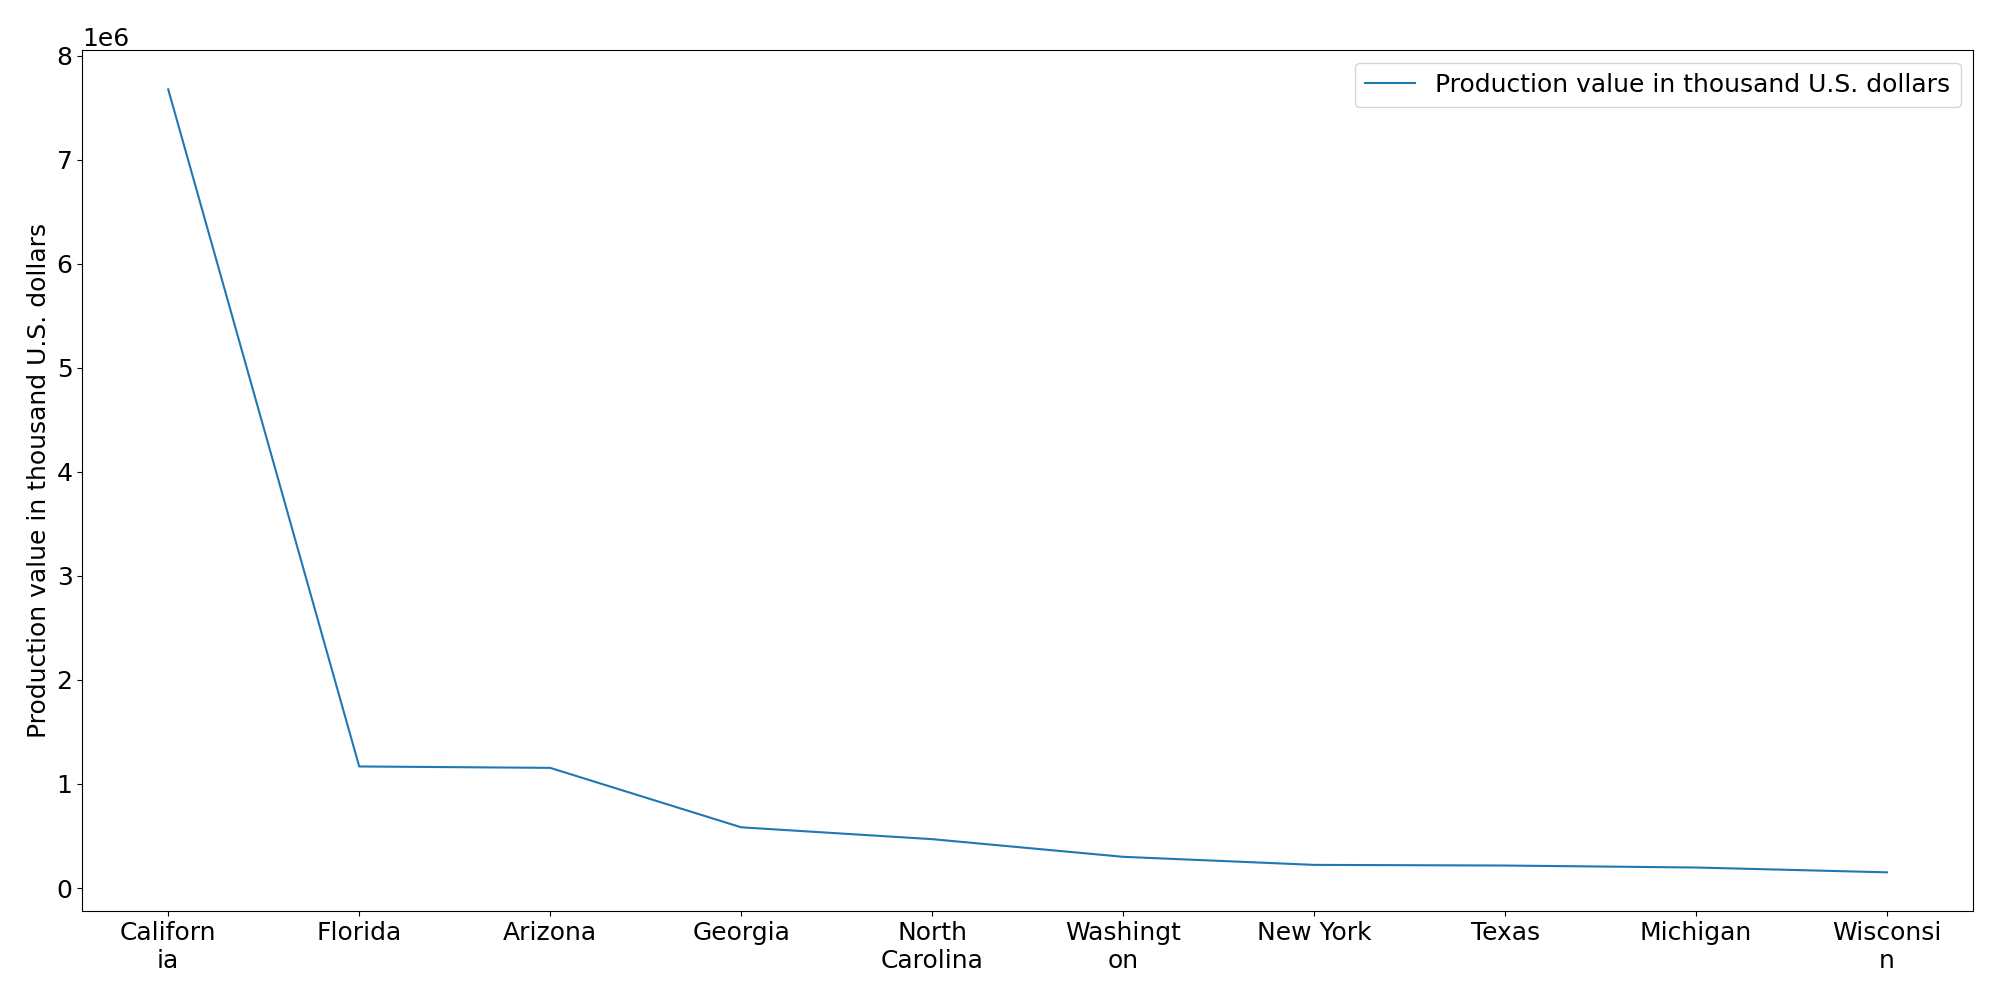 1e6
8
7
6
5
4
3
2
1
0
Production value in thousand U.S. dollars
Production value in thousand U.S. dollars
Californ
ia
Florida
Arizona
Georgia
North
Carolina
Washingt
on
New York
Texas
Michigan
Wisconsi
n